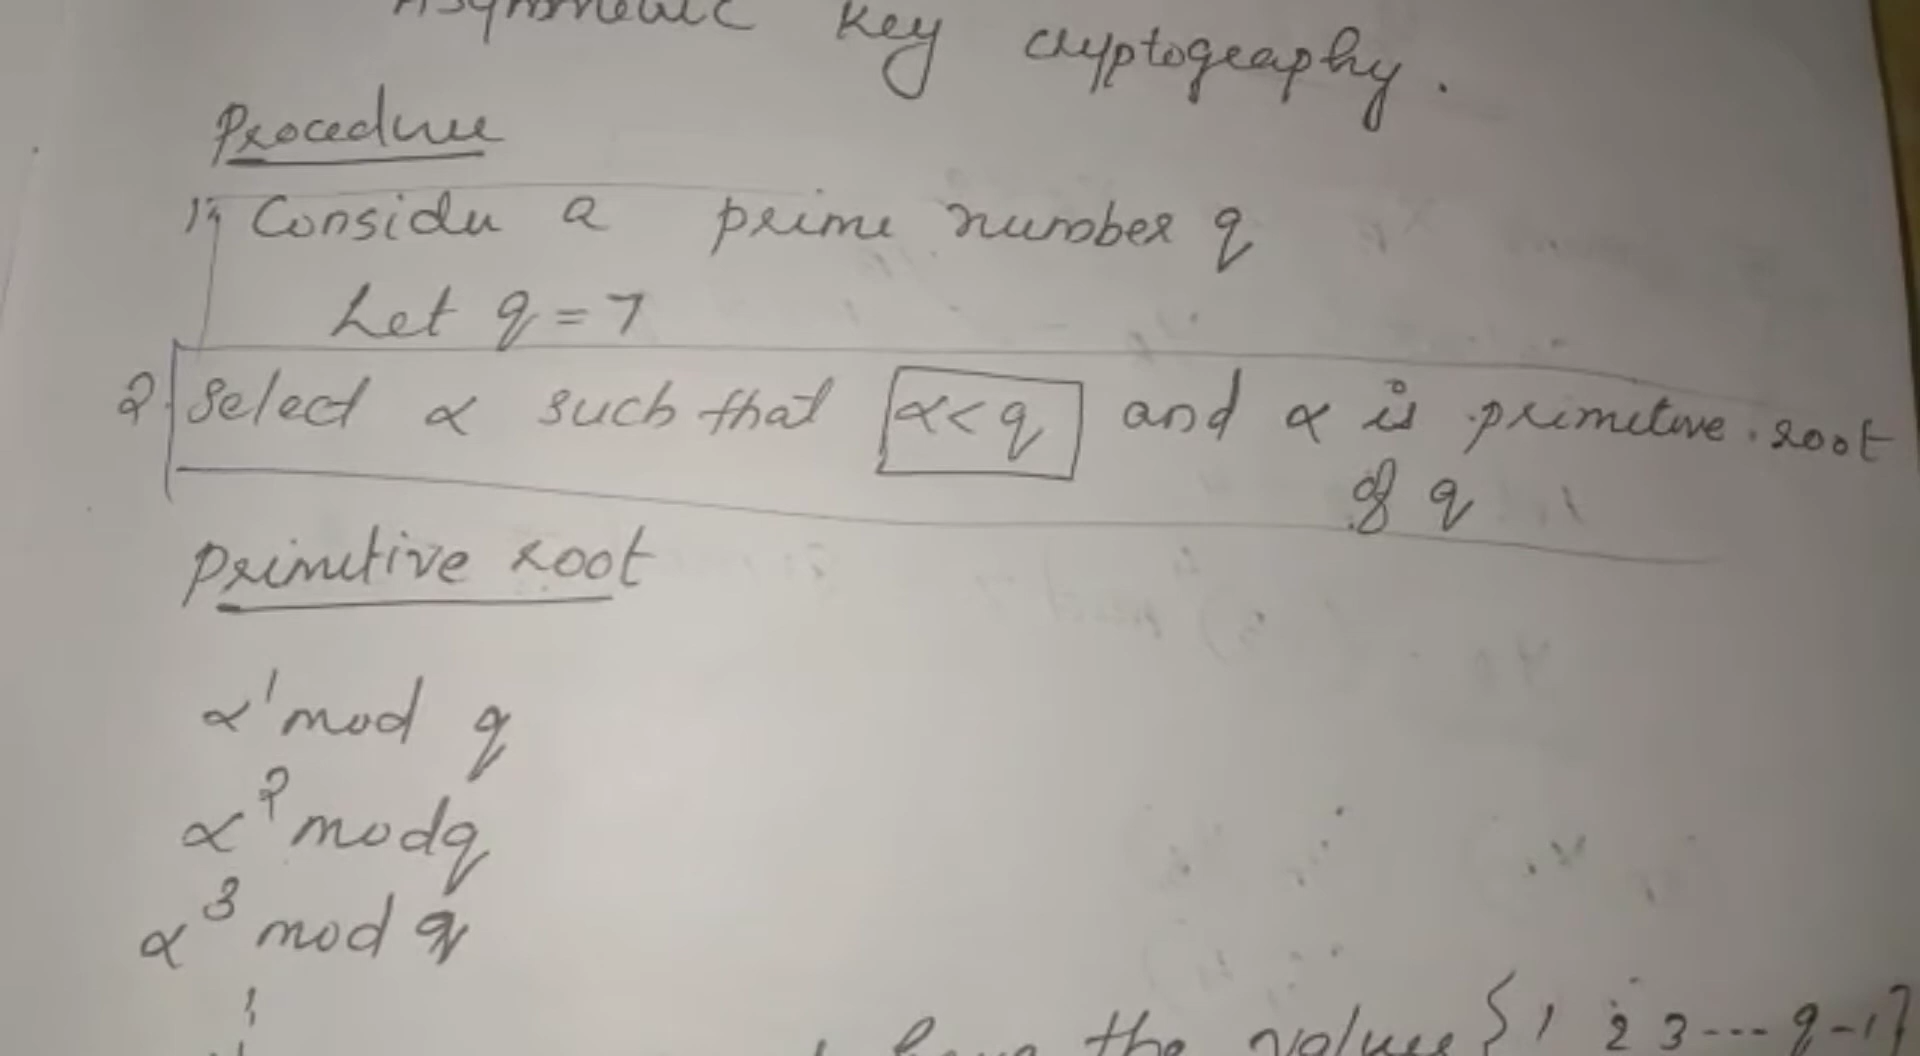 Asymmetric key cryptography.
Procedure
1) Consider a prime number q
Let q = 7
2. Select α such that α<q and α is primitive root
of q
Primitive root
α¹ mod q
α² mod q
α³ mod q
the values {1 2 3 --- q-1}